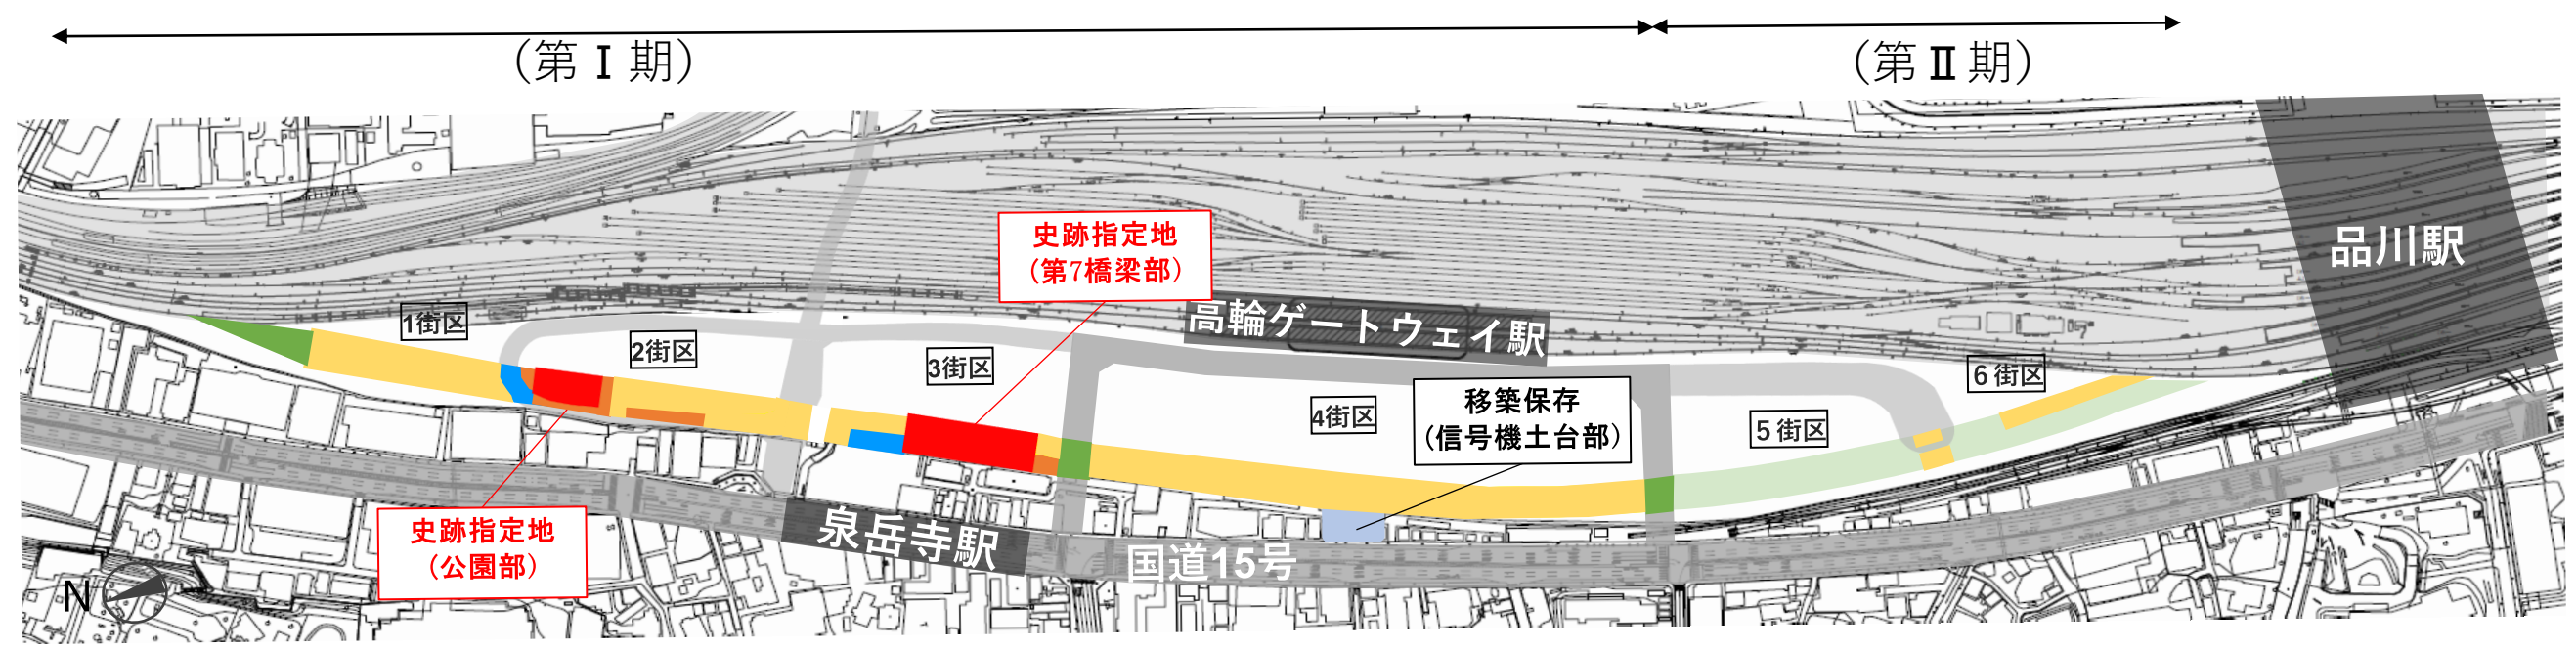 （第Ⅰ期）
（第Ⅱ期）
史跡指定地
（第7橋梁部）
品川駅
1街区
2街区
3街区
高輪ゲートウェイ駅
4街区
移築保存
（信号機土台部）
5街区
6街区
史跡指定地
（公園部）
泉岳寺駅
国道15号
N